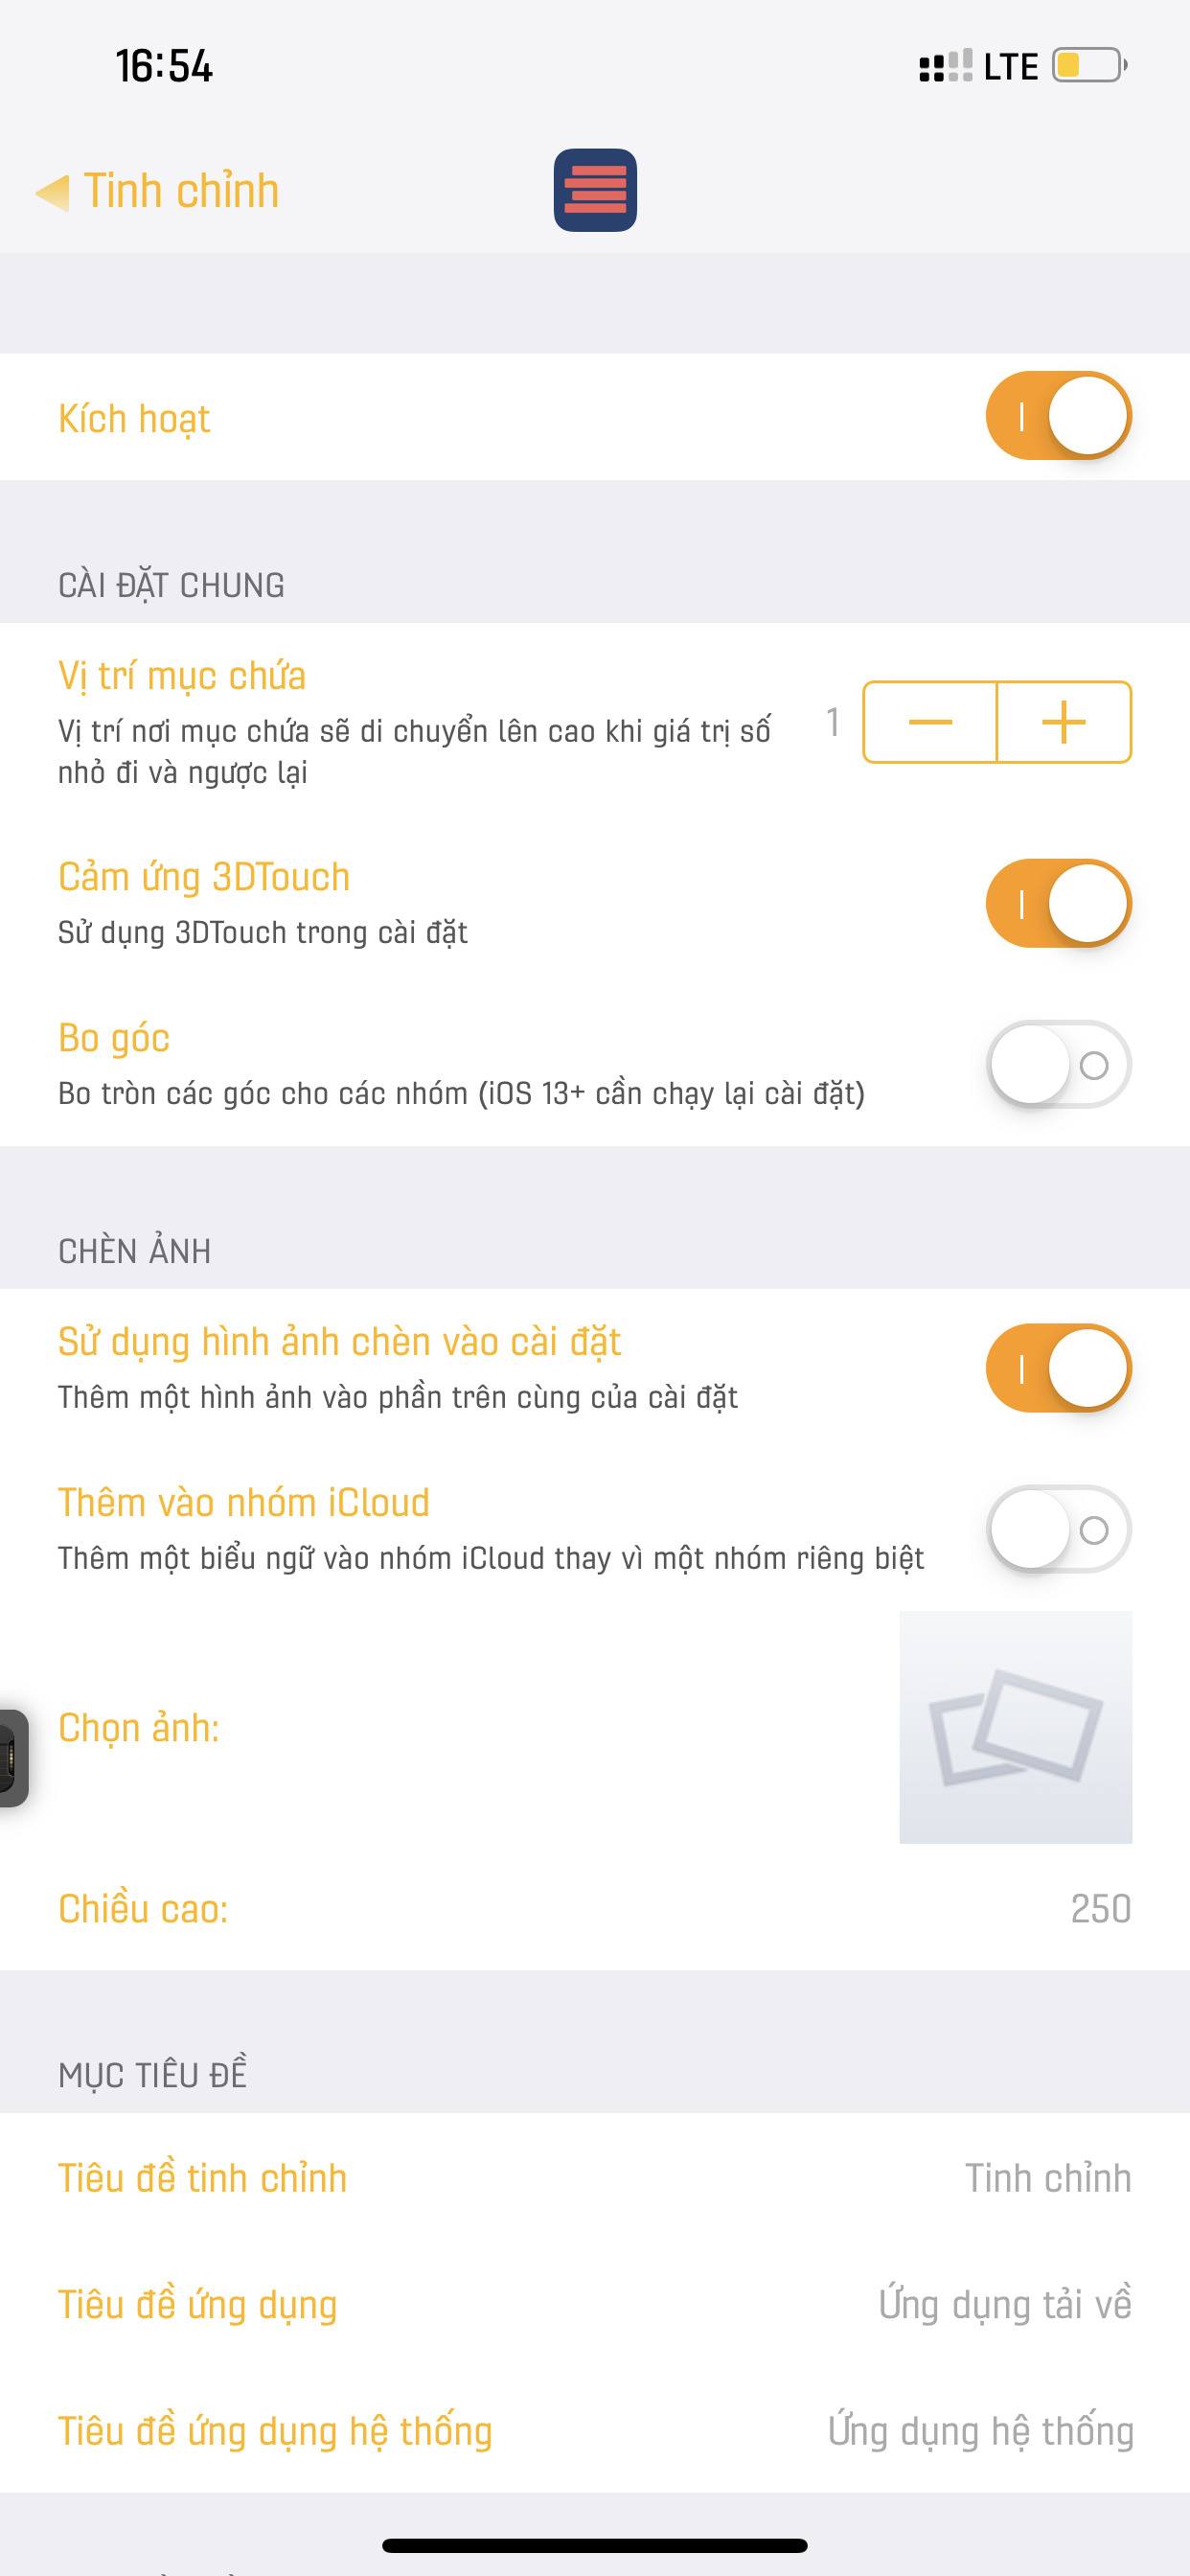 16:54
LTE
Tinh chỉnh
Kích hoạt
CÀI ĐẶT CHUNG
Vị trí mục chứa
Vị trí nơi mục chứa sẽ di chuyển lên cao khi giá trị số
nhỏ đi và ngược lại
1
Cảm ứng 3DTouch
Sử dụng 3DTouch trong cài đặt
Bo góc
Bo tròn các góc cho các nhóm (iOS 13+ cần chạy lại cài đặt)
CHÈN ẢNH
Sử dụng hình ảnh chèn vào cài đặt
Thêm một hình ảnh vào phần trên cùng của cài đặt
Thêm vào nhóm iCloud
Thêm một biểu ngữ vào nhóm iCloud thay vì một nhóm riêng biệt
Chọn ảnh:
Chiều cao:
250
MỤC TIÊU ĐỀ
Tiêu đề tinh chỉnh
Tinh chỉnh
Tiêu đề ứng dụng
Ứng dụng tải về
Tiêu đề ứng dụng hệ thống
Ứng dụng hệ thống